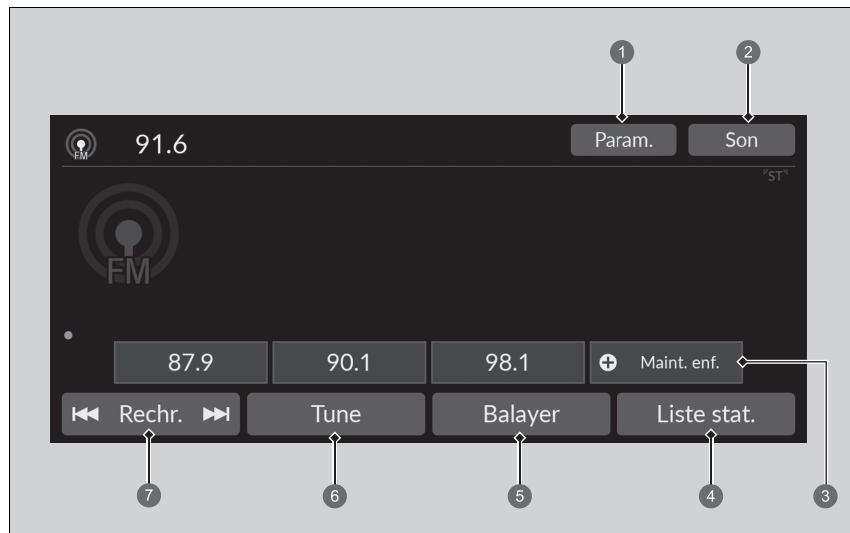 1 2
FM 91.6 Param. Son
ST
FM
87.9 90.1 98.1 Maint. enf.
Rechr. Tune Balayer Liste stat.
7 6 5 4 3